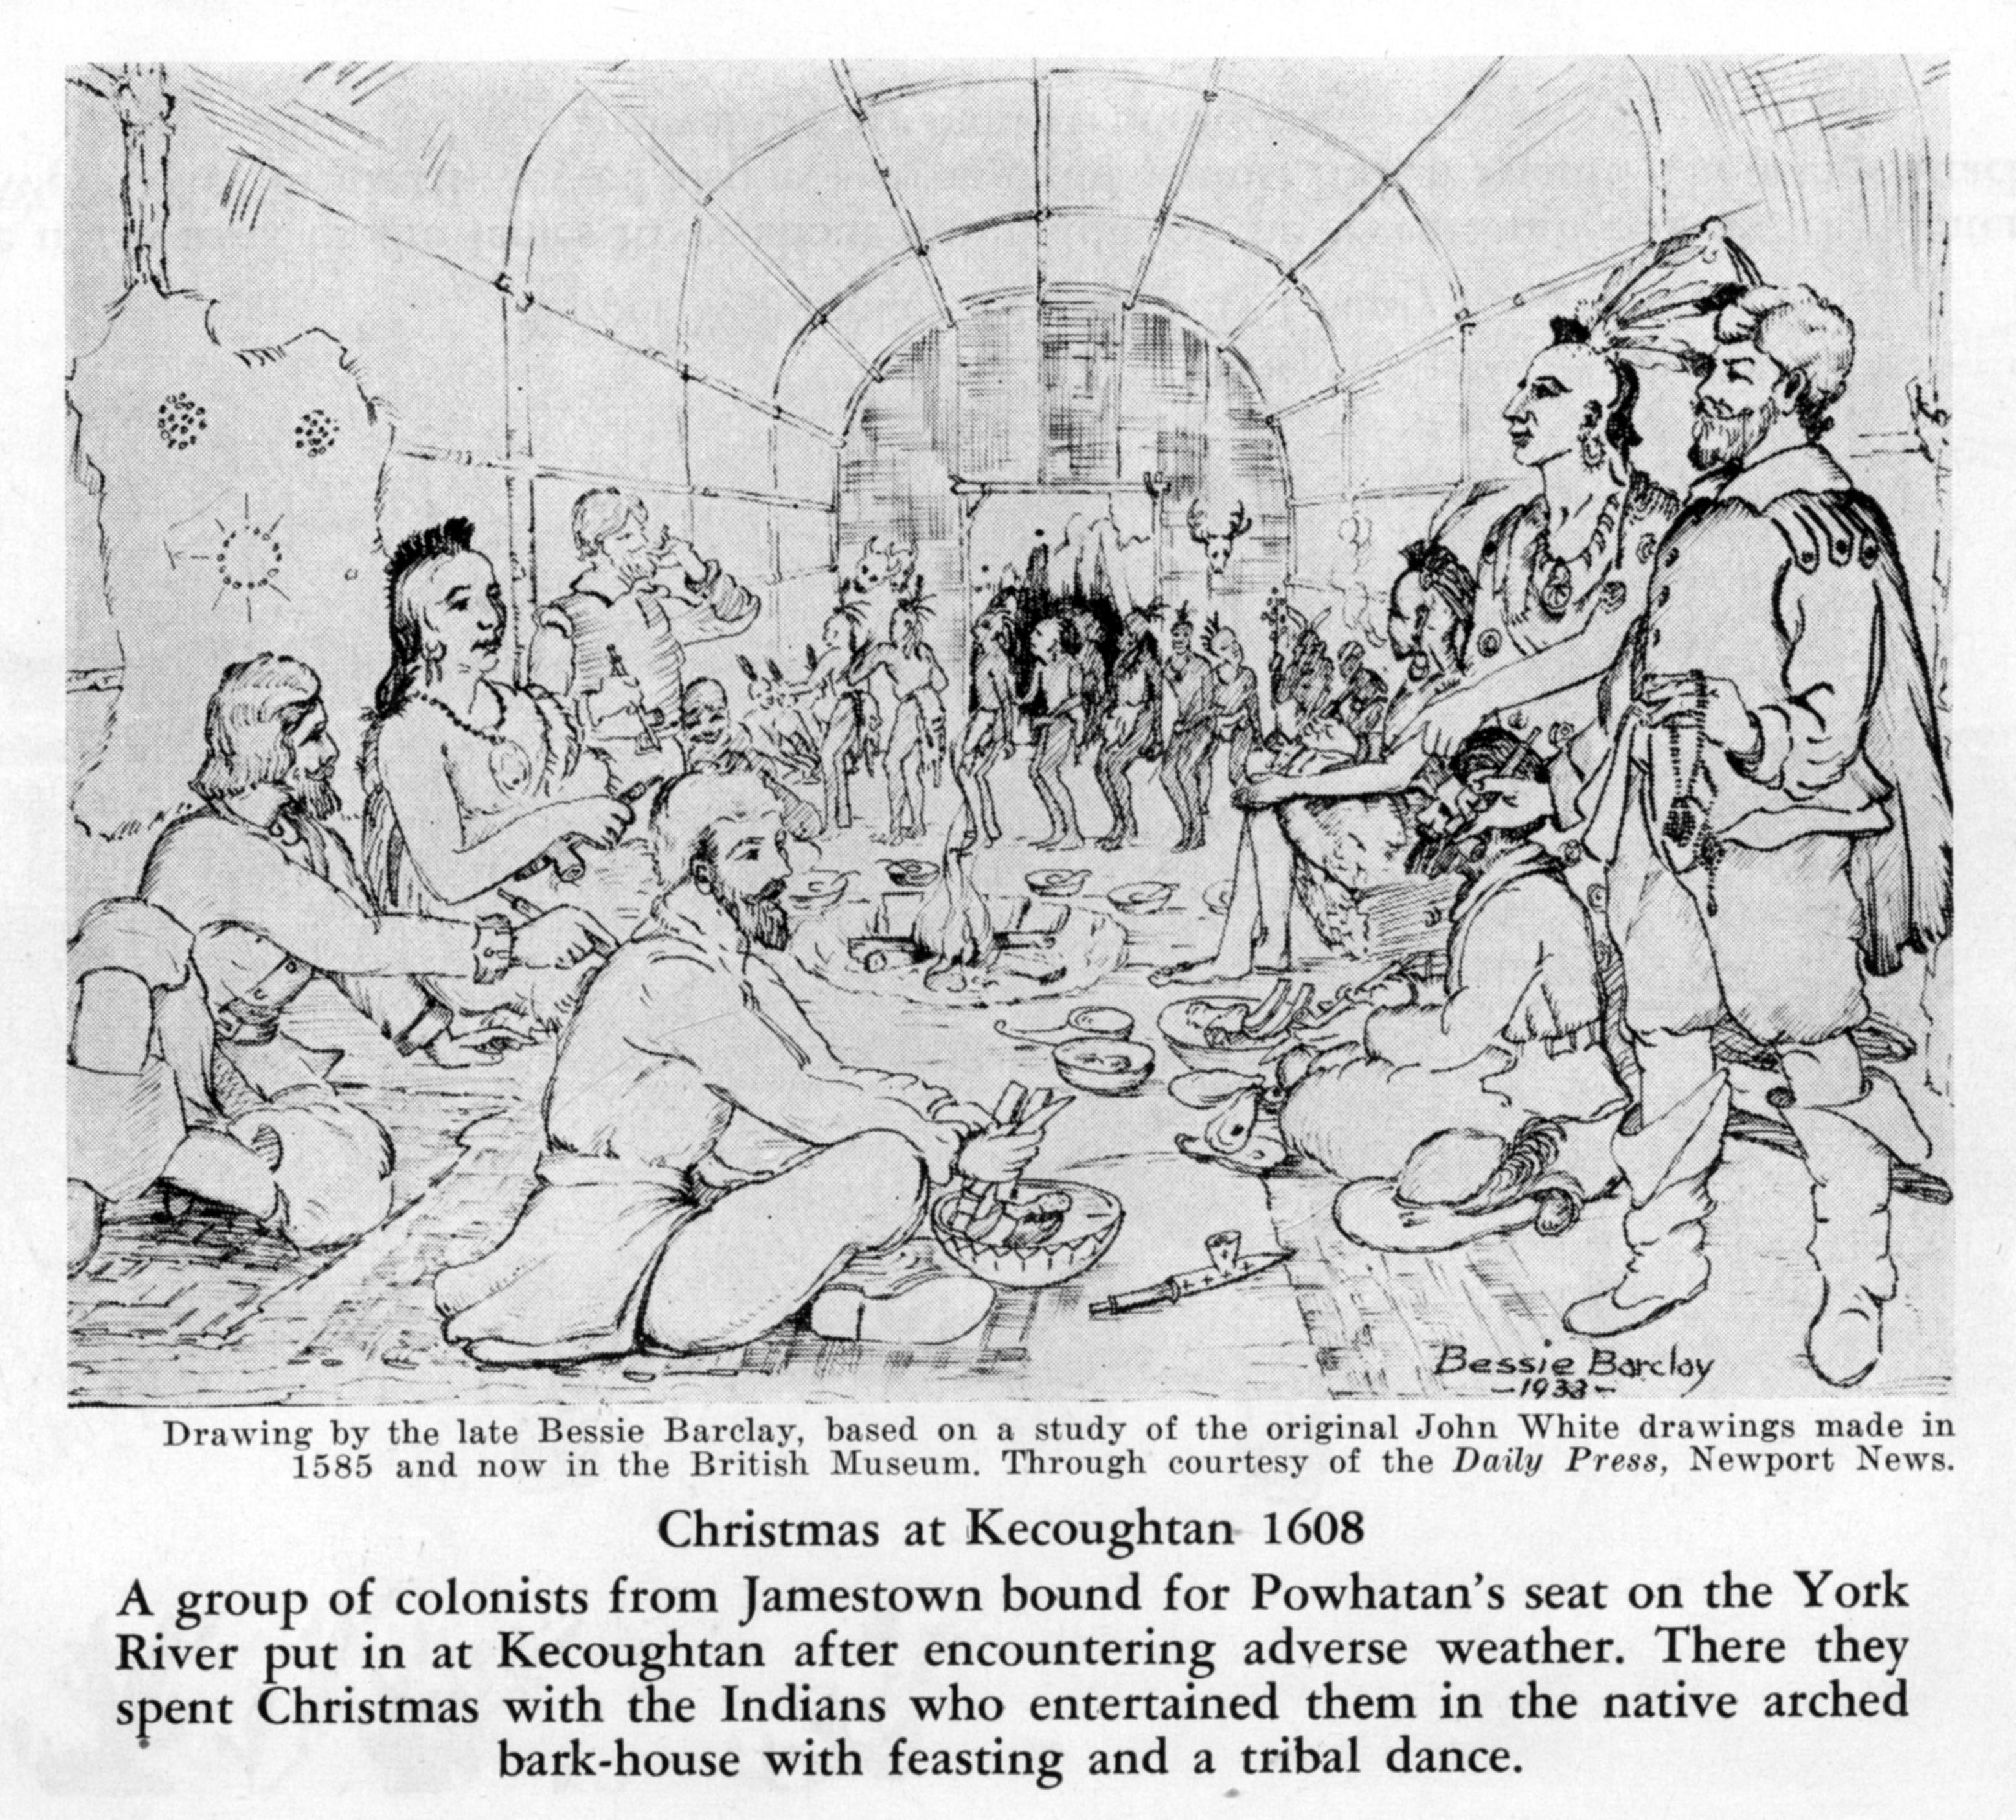 Bessie Barclay
-1933-
Drawing by the late Bessie Barclay, based on a study of the original John White drawings made in
1585 and now in the British Museum. Through courtesy of the Daily Press, Newport News.
Christmas at Kecoughtan 1608
A group of colonists from Jamestown bound for Powhatan's seat on the York
River put in at Kecoughtan after encountering adverse weather. There they
spent Christmas with the Indians who entertained them in the native arched
bark-house with feasting and a tribal dance.